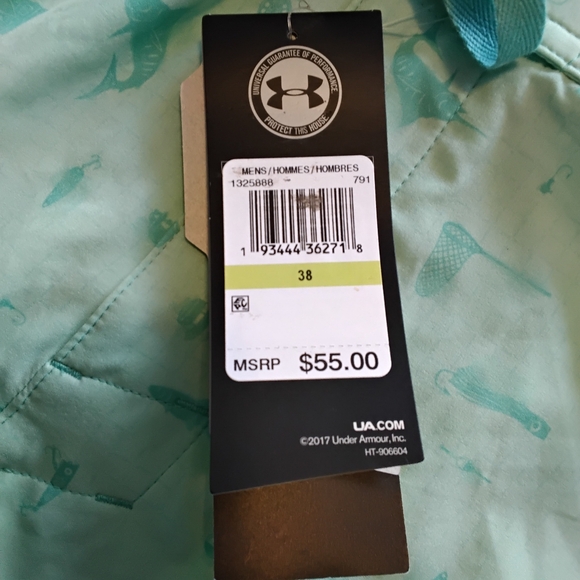 UNIVERSAL GUARANTEE OF PERFORMANCE
PROTECT THIS HOUSE
MENS/HOMMES/HOMBRES
1325888 791
1 93444 36271 8
38
MSRP $55.00
UA.COM
©2017 Under Armour, Inc.
HT-906604